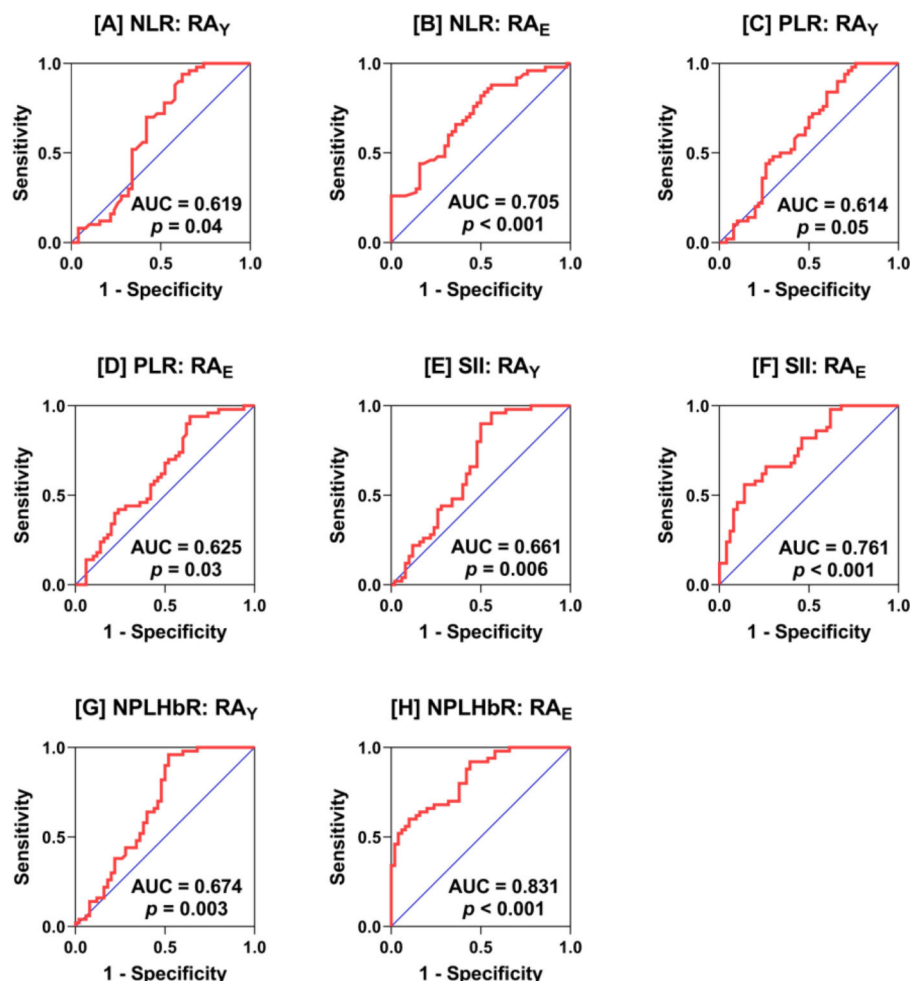 [A] NLR: RAY
[B] NLR: RAE
[C] PLR: RAY
1.0
0.5
0.0
Sensitivity
AUC = 0.619
p = 0.04
0.0 0.5 1.0
1 - Specificity
1.0
0.5
0.0
Sensitivity
AUC = 0.705
p < 0.001
0.0 0.5 1.0
1 - Specificity
1.0
0.5
0.0
Sensitivity
AUC = 0.614
p = 0.05
0.0 0.5 1.0
1 - Specificity
[D] PLR: RAE
[E] SII: RAY
[F] SII: RAE
1.0
0.5
0.0
Sensitivity
AUC = 0.625
p = 0.03
0.0 0.5 1.0
1 - Specificity
1.0
0.5
0.0
Sensitivity
AUC = 0.661
p = 0.006
0.0 0.5 1.0
1 - Specificity
1.0
0.5
0.0
Sensitivity
AUC = 0.761
p < 0.001
0.0 0.5 1.0
1 - Specificity
[G] NPLHbR: RAY
[H] NPLHbR: RAE
1.0
0.5
0.0
Sensitivity
AUC = 0.674
p = 0.003
0.0 0.5 1.0
1 - Specificity
1.0
0.5
0.0
Sensitivity
AUC = 0.831
p < 0.001
0.0 0.5 1.0
1 - Specificity